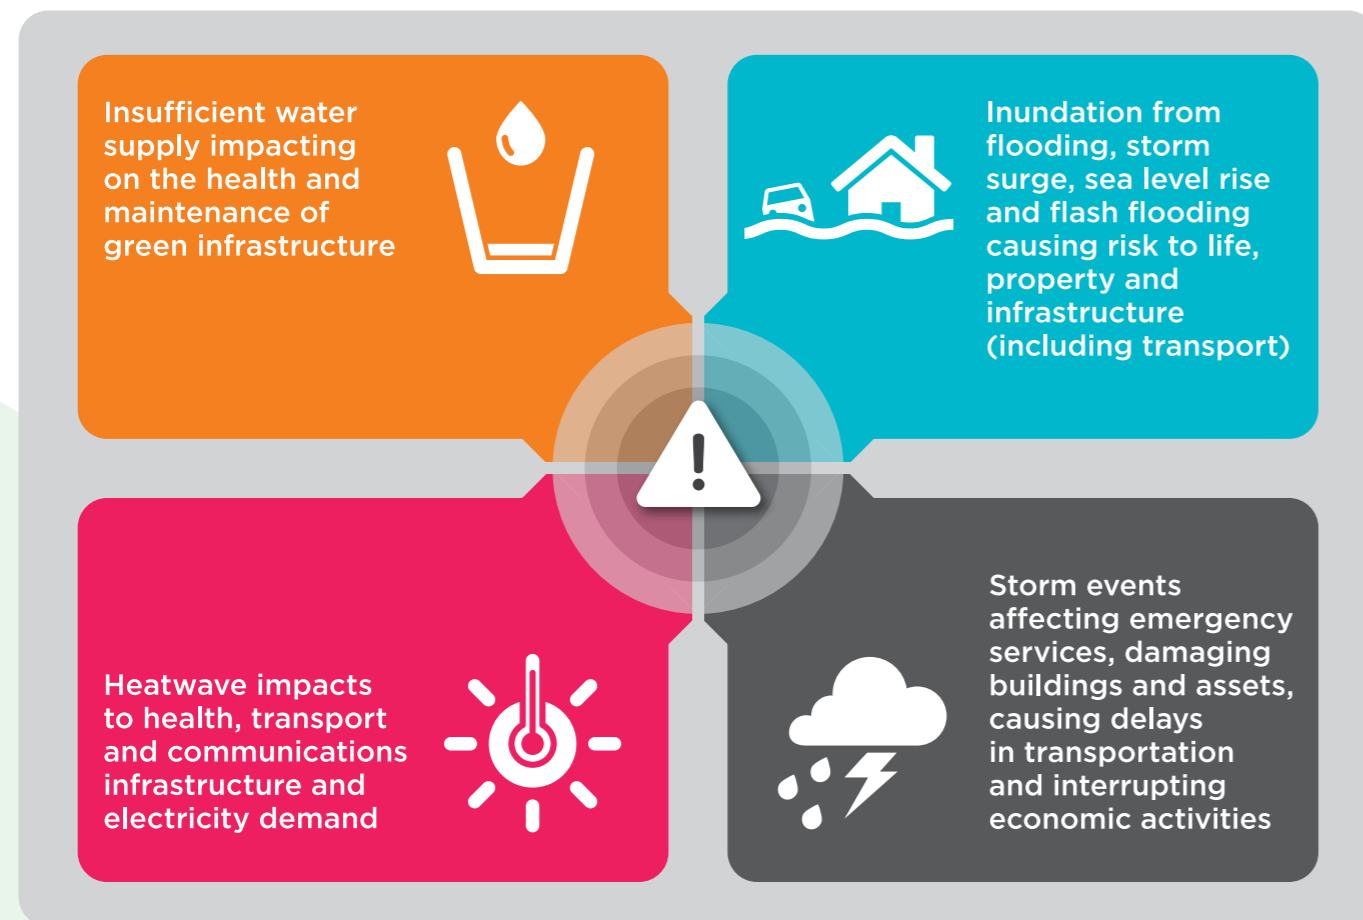 Insufficient water
supply impacting
on the health and
maintenance of
green infrastructure
Inundation from
flooding, storm
surge, sea level rise
and flash flooding
causing risk to life,
property and
infrastructure
(including transport)
!
Heatwave impacts
to health, transport
and communications
infrastructure and
electricity demand
Storm events
affecting emergency
services, damaging
buildings and assets,
causing delays
in transportation
and interrupting
economic activities